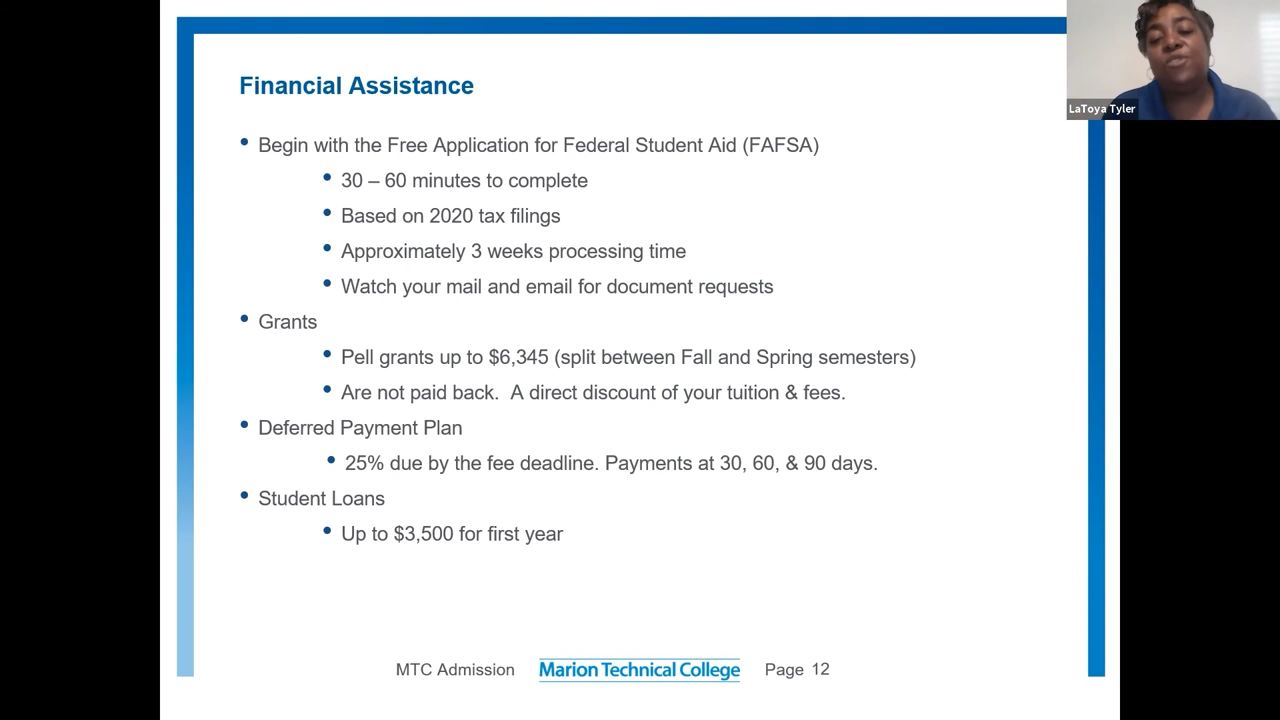 LaToya Tyler
Financial Assistance
• Begin with the Free Application for Federal Student Aid (FAFSA)
• 30 – 60 minutes to complete
• Based on 2020 tax filings
• Approximately 3 weeks processing time
• Watch your mail and email for document requests
• Grants
• Pell grants up to $6,345 (split between Fall and Spring semesters)
• Are not paid back.  A direct discount of your tuition & fees.
• Deferred Payment Plan
• 25% due by the fee deadline. Payments at 30, 60, & 90 days.
• Student Loans
• Up to $3,500 for first year
MTC Admission Marion Technical College Page 12